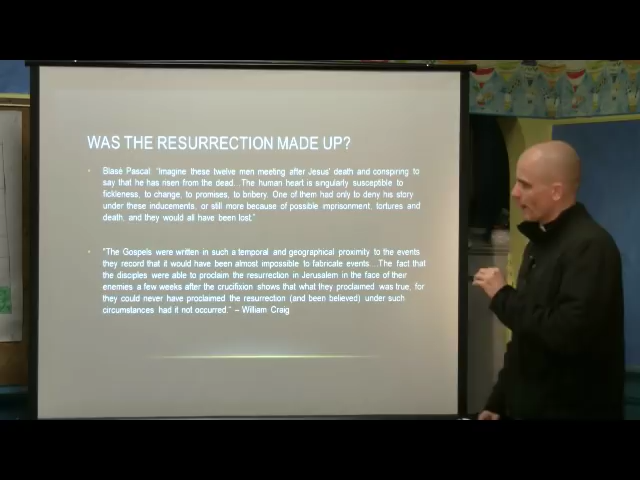 WAS THE RESURRECTION MADE UP?
• Blasé Pascal: "Imagine these twelve men meeting after Jesus' death and conspiring to
say that he has risen from the dead...The human heart is singularly susceptible to
fickleness, to change, to promises, to bribery. One of them had only to deny his story
under these inducements, or still more because of possible imprisonment, tortures and
death, and they would all have been lost."
• "The Gospels were written in such a temporal and geographical proximity to the events
they record that it would have been almost impossible to fabricate events...The fact that
the disciples were able to proclaim the resurrection in Jerusalem in the face of their
enemies a few weeks after the crucifixion shows that what they proclaimed was true, for
they could never have proclaimed the resurrection (and been believed) under such
circumstances had it not occurred." – William Craig